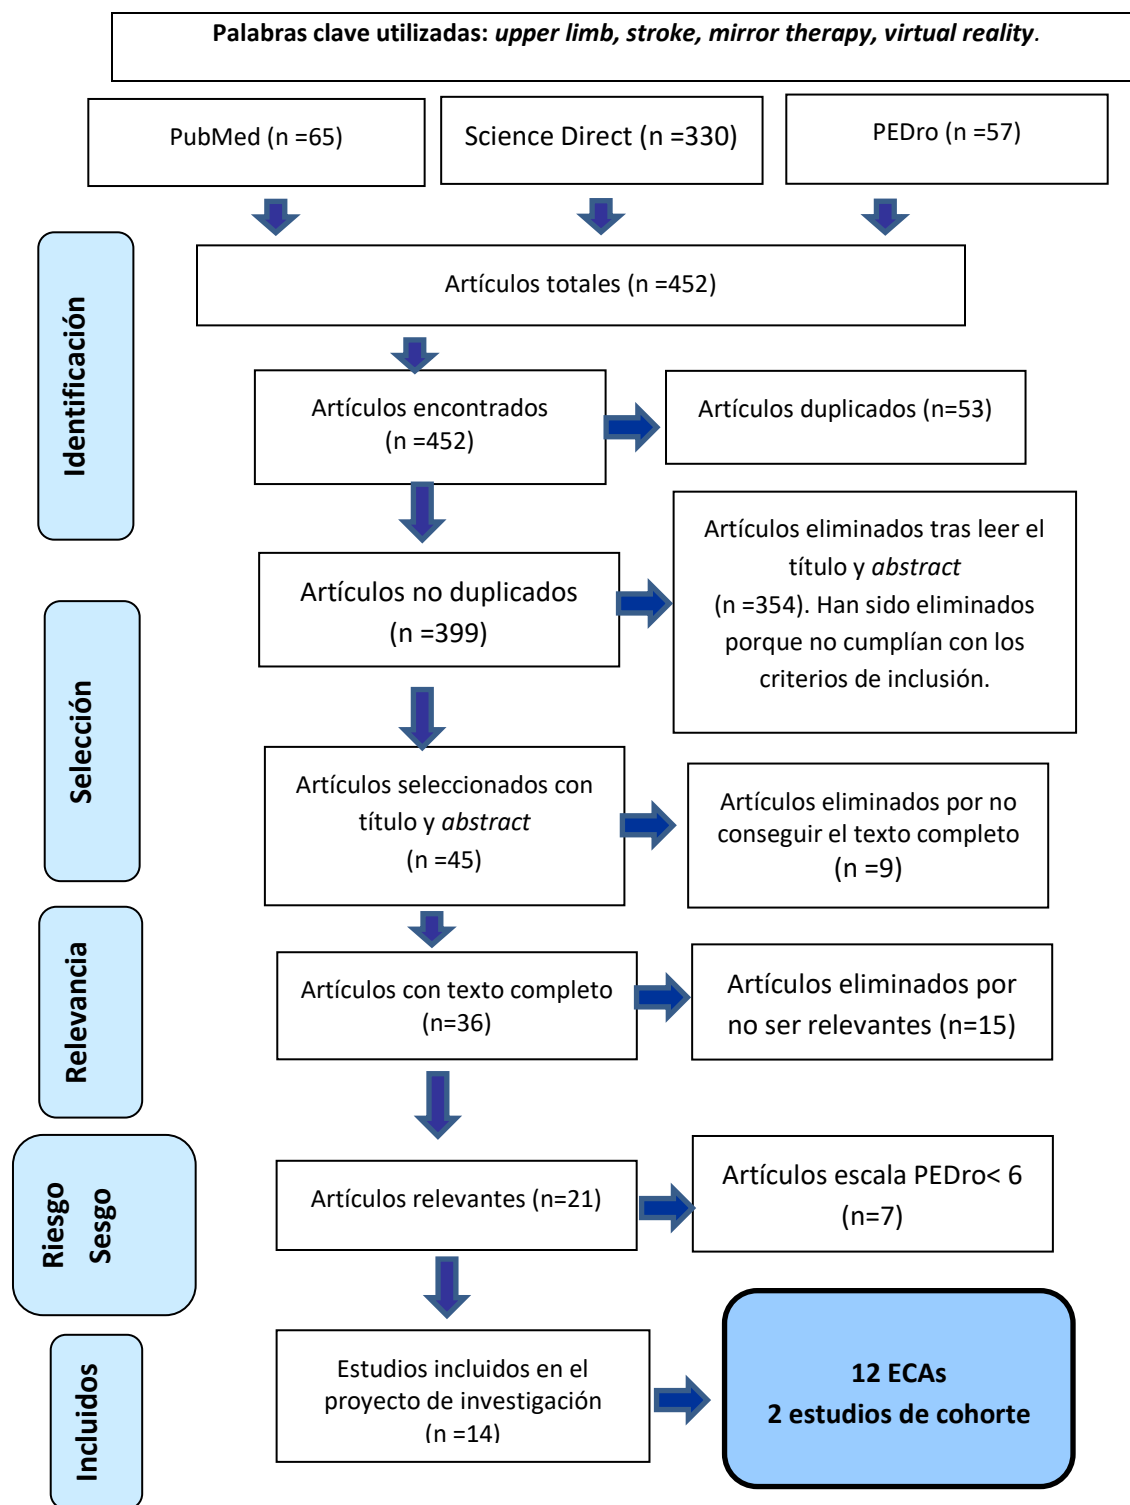 Palabras clave utilizadas: upper limb, stroke, mirror therapy, virtual reality.
PubMed (n =65)
Science Direct (n =330)
PEDro (n =57)
Identificación
Artículos totales (n =452)
Artículos encontrados
(n =452)
Artículos duplicados (n=53)
Artículos no duplicados
(n =399)
Artículos eliminados tras leer el
título y abstract
(n =354). Han sido eliminados
porque no cumplían con los
criterios de inclusión.
Selección
Artículos seleccionados con
título y abstract
(n =45)
Artículos eliminados por no
conseguir el texto completo
(n =9)
Relevancia
Artículos con texto completo
(n=36)
Artículos eliminados por
no ser relevantes (n=15)
Riesgo
Sesgo
Artículos relevantes (n=21)
Artículos escala PEDro< 6
(n=7)
Incluidos
Estudios incluidos en el
proyecto de investigación
(n =14)
12 ECAs
2 estudios de cohorte